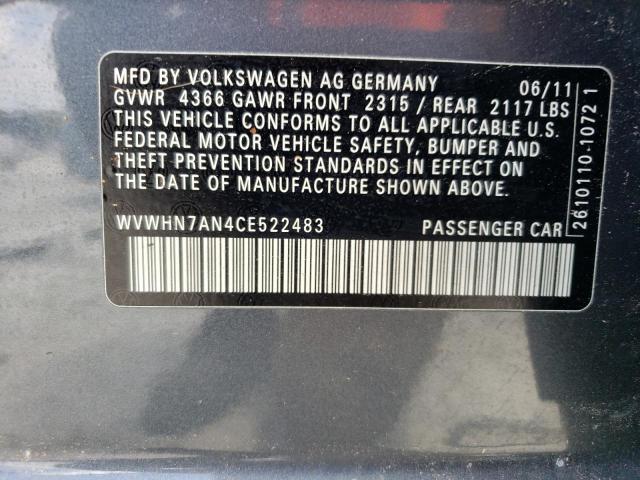 MFD BY VOLKSWAGEN AG GERMANY 06/11
GVWR 4366 GAWR FRONT 2315 / REAR 2117 LBS
THIS VEHICLE CONFORMS TO ALL APPLICABLE U.S.
FEDERAL MOTOR VEHICLE SAFETY, BUMPER AND
THEFT PREVENTION STANDARDS IN EFFECT ON
THE DATE OF MANUFACTURE SHOWN ABOVE.
WVWHN7AN4CE522483 PASSENGER CAR
2610110-10721